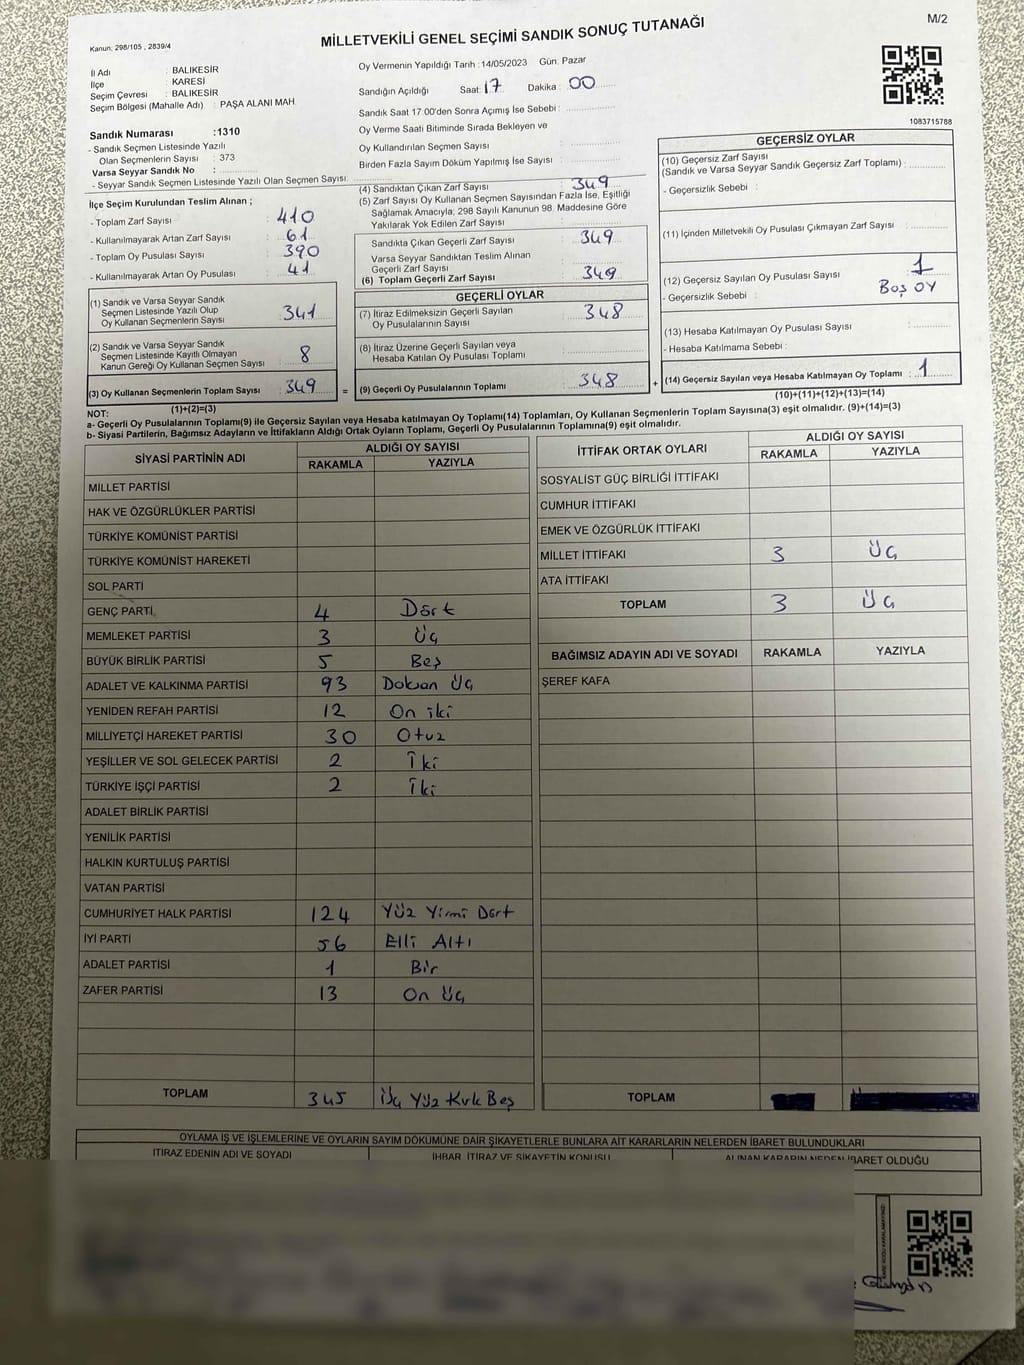 M/2
Kanun: 298/105 , 2839/4
MİLLETVEKİLİ GENEL SEÇİMİ SANDIK SONUÇ TUTANAĞI
İl Adı : BALIKESİR
İlçe : KARESİ
Seçim Çevresi : BALIKESİR
Seçim Bölgesi (Mahalle Adı) : PAŞA ALANI MAH.
Sandık Numarası :1310
- Sandık Seçmen Listesinde Yazılı
Olan Seçmenlerin Sayısı : 373
Varsa Seyyar Sandık No :
- Seyyar Sandık Seçmen Listesinde Yazılı Olan Seçmen Sayısı:
Oy Vermenin Yapıldığı Tarih :14/05/2023 Gün: Pazar
Sandığın Açıldığı Saat: 17 Dakika : 00
Sandık Saat 17:00'den Sonra Açımış İse Sebebi :
Oy Verme Saati Bitiminde Sırada Bekleyen ve
Oy Kullandırılan Seçmen Sayısı :
Birden Fazla Sayım Döküm Yapılmış İse Sayısı :
1083715788
İlçe Seçim Kurulundan Teslim Alınan ;
- Toplam Zarf Sayısı : 410
- Kullanılmayarak Artan Zarf Sayısı : 61
- Toplam Oy Pusulası Sayısı : 390
- Kullanılmayarak Artan Oy Pusulası : 41
(1) Sandık ve Varsa Seyyar Sandık
Seçmen Listesinde Yazılı Olup
Oy Kullanan Seçmenlerin Sayısı : 341
(2) Sandık ve Varsa Seyyar Sandık
Seçmen Listesinde Kayıtlı Olmayan
Kanun Gereği Oy Kullanan Seçmen Sayısı : 8
(3) Oy Kullanan Seçmenlerin Toplam Sayısı : 349 =
(1)+(2)=(3)
(4) Sandıktan Çıkan Zarf Sayısı : 349
(5) Zarf Sayısı Oy Kullanan Seçmen Sayısından Fazla İse, Eşitliği
Sağlamak Amacıyla; 298 Sayılı Kanunun 98. Maddesine Göre
Yakılarak Yok Edilen Zarf Sayısı :
Sandıkta Çıkan Geçerli Zarf Sayısı : 349
Varsa Seyyar Sandıktan Teslim Alınan
Geçerli Zarf Sayısı :
(6) Toplam Geçerli Zarf Sayısı : 349
GEÇERLİ OYLAR
(7) İtiraz Edilmeksizin Geçerli Sayılan
Oy Pusulalarının Sayısı : 348
(8) İtiraz Üzerine Geçerli Sayılan veya
Hesaba Katılan Oy Pusulası Toplamı :
(9) Geçerli Oy Pusulalarının Toplamı : 348 +
GEÇERSİZ OYLAR
(10) Geçersiz Zarf Sayısı
(Sandık ve Varsa Seyyar Sandık Geçersiz Zarf Toplamı) :
- Geçersizlik Sebebi :
(11) İçinden Milletvekili Oy Pusulası Çıkmayan Zarf Sayısı :
(12) Geçersiz Sayılan Oy Pusulası Sayısı : 1
- Geçersizlik Sebebi : Boş OY
(13) Hesaba Katılmayan Oy Pusulası Sayısı :
- Hesaba Katılmama Sebebi :
(14) Geçersiz Sayılan veya Hesaba Katılmayan Oy Toplamı : 1
(10)+(11)+(12)+(13)=(14)
NOT:
a- Geçerli Oy Pusulaları Toplamı(9) ile Geçersiz Sayılan veya Hesaba katılmayan Oy Toplamı(14) Toplamları, Oy Kullanan Seçmenlerin Toplam Sayısına(3) eşit olmalıdır. (9)+(14)=(3)
b- Siyasi Partilerin, Bağımsız Adayların ve İttifakların Aldığı Ortak Oyların Toplamı, Geçerli Oy Pusulalarının Toplamına(9) eşit olmalıdır.
SİYASİ PARTİNİN ADI ALDIĞI OY SAYISI
RAKAMLA YAZIYLA
MİLLET PARTİSİ
HAK VE ÖZGÜRLÜKLER PARTİSİ
TÜRKİYE KOMÜNİST PARTİSİ
TÜRKİYE KOMÜNİST HAREKETİ
SOL PARTİ
GENÇ PARTİ 4 Dört
MEMLEKET PARTİSİ 3 Üç
BÜYÜK BİRLİK PARTİSİ 5 Beş
ADALET VE KALKINMA PARTİSİ 93 Doksan Üç
YENİDEN REFAH PARTİSİ 12 On iki
MİLLİYETÇİ HAREKET PARTİSİ 30 Otuz
YEŞİLLER VE SOL GELECEK PARTİSİ 2 İki
TÜRKİYE İŞÇİ PARTİSİ 2 İki
ADALET BİRLİK PARTİSİ
YENİLİK PARTİSİ
HALKIN KURTULUŞ PARTİSİ
VATAN PARTİSİ
CUMHURİYET HALK PARTİSİ 124 Yüz Yirmi Dört
İYİ PARTİ 56 Elli Altı
ADALET PARTİSİ 1 Bir
ZAFER PARTİSİ 13 On Üç
TOPLAM 345 Üç Yüz Kırk Beş
İTTİFAK ORTAK OYLARI ALDIĞI OY SAYISI
RAKAMLA YAZIYLA
SOSYALİST GÜÇ BİRLİĞİ İTTİFAKI
CUMHUR İTTİFAKI
EMEK VE ÖZGÜRLÜK İTTİFAKI
MİLLET İTTİFAKI 3 Üç
ATA İTTİFAKI
TOPLAM 3 Üç
BAĞIMSIZ ADAYIN ADI VE SOYADI RAKAMLA YAZIYLA
ŞEREF KAFA
TOPLAM
OYLAMA İŞ VE İŞLEMLERİNE VE OYLARIN SAYIM DÖKÜMÜNE DAİR ŞİKAYETLERLE BUNLARA AİT KARARLARIN NELERDEN İBARET BULUNDUKLARI
İTİRAZ EDENİN ADI VE SOYADI İHBAR, İTİRAZ VE ŞİKAYETİN KONUSU ALINAN KARARIN NEDEN İBARET OLDUĞU